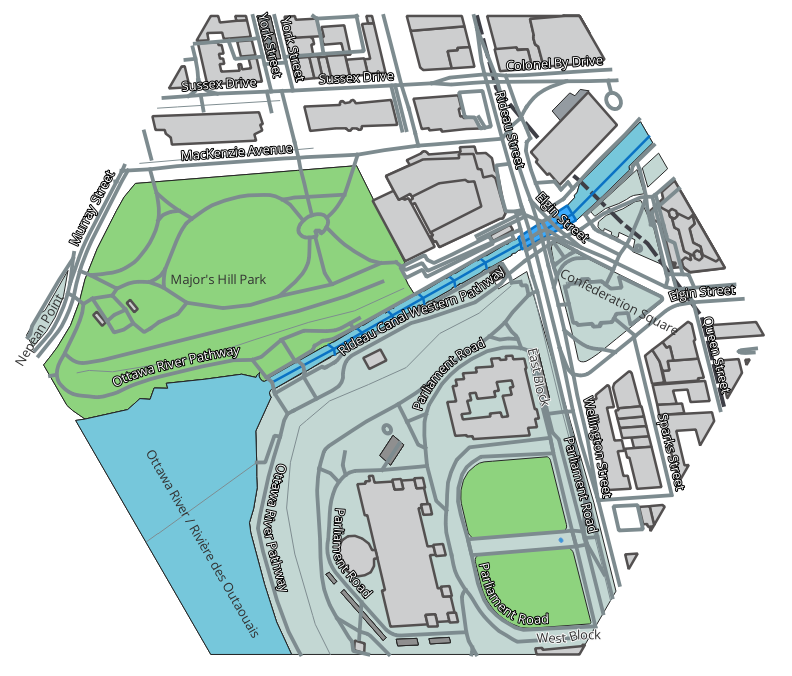 York Street
York Street
Sussex Drive
Sussex Drive
Colonel By Drive
Rideau Street
MacKenzie Avenue
Murray Street
Elgin Street
Major's Hill Park
Nepean Point
Rideau Canal Western Pathway
Confederation Square
Elgin Street
Queen Street
Ottawa River Pathway
Parliament Road
East Block
Wellington Street
Sparks Street
Parliament Road
Ottawa River / Rivière des Outaouais
Ottawa River Pathway
Parliament Road
Parliament Road
West Block